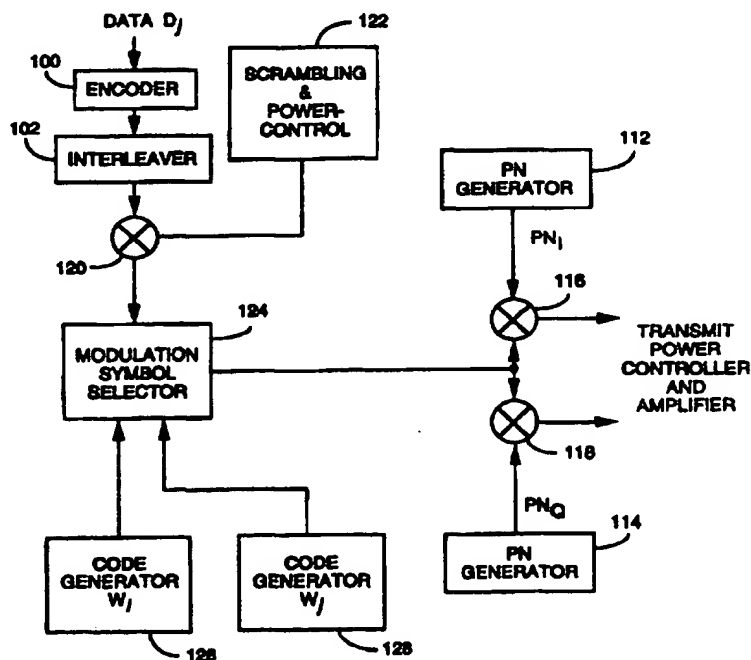 DATA Dj
100
ENCODER
102
INTERLEAVER
122
SCRAMBLING
&
POWER-
CONTROL
120
124
MODULATION
SYMBOL
SELECTOR
CODE
GENERATOR
Wi
126
CODE
GENERATOR
Wj
128
112
PN
GENERATOR
PNI
116
TRANSMIT
POWER
CONTROLLER
AND
AMPLIFIER
118
PNQ
114
PN
GENERATOR